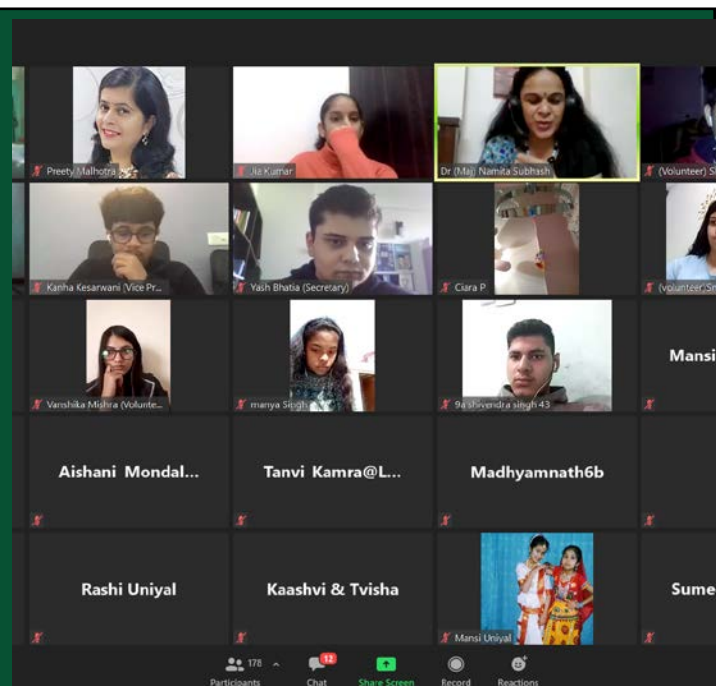 Preety Malhotra
Jia Kumar
Dr (Maj) Namita Subhash
(Volunteer)
Kanha Kesarwani (Vice Pr...
Yash Bhatia (Secretary)
Ciara P
(volunteer)
Vanshika Mishra (Volunte...
manya Singh
9a shivendra singh 43
Mansi
Aishani Mondal...
Tanvi Kamra@L...
Madhyamnath6b
Rashi Uniyal
Kaashvi & Tvisha
Mansi Uniyal
Sume
178
12
Participants
Chat
Share Screen
Record
Reactions